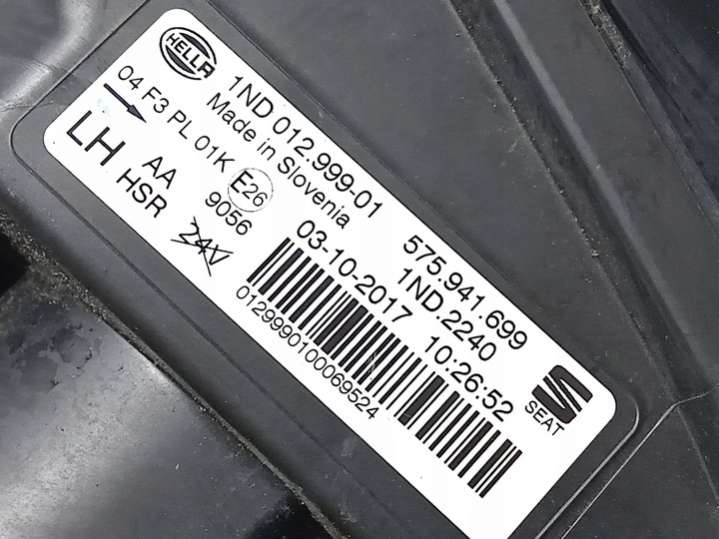 HELLA
1ND 012.999-01
Made in Slovenia
04 F3 PL 01K E26
9056
LH AA
HSR
24V
575.941.699
1ND.2240
03-10-2017 10:26:52
0129990100069524
SEAT